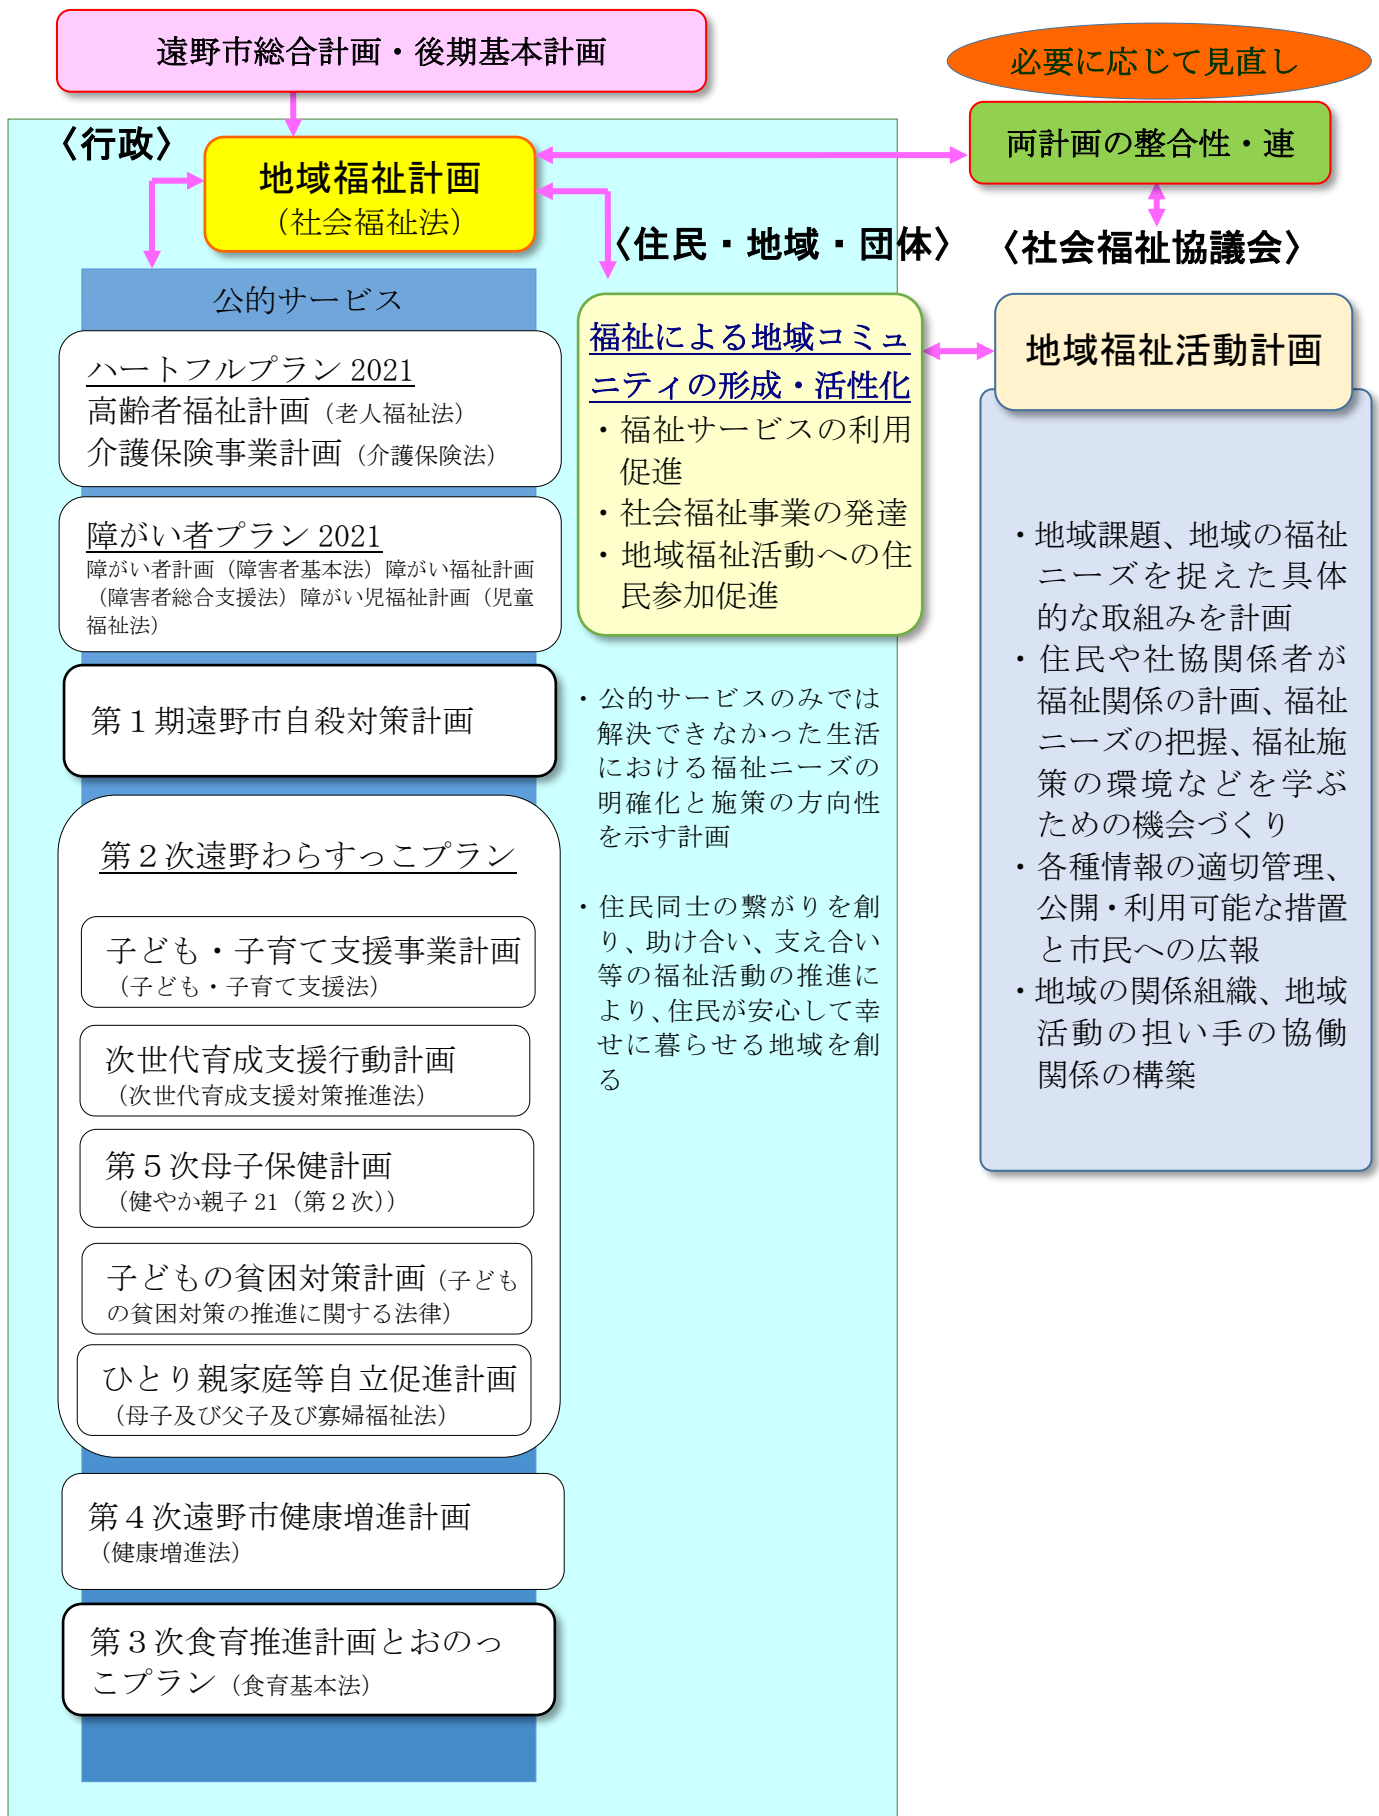 遠野市総合計画・後期基本計画
必要に応じて見直し
両計画の整合性・連
〈行政〉
地域福祉計画
（社会福祉法）
〈住民・地域・団体〉
〈社会福祉協議会〉
公的サービス
ハートフルプラン 2021
高齢者福祉計画（老人福祉法）
介護保険事業計画（介護保険法）
障がい者プラン 2021
障がい者計画（障害者基本法）障がい福祉計画
（障害者総合支援法）障がい児福祉計画（児童
福祉法）
第１期遠野市自殺対策計画
第２次遠野わらすっこプラン
子ども・子育て支援事業計画
（子ども・子育て支援法）
次世代育成支援行動計画
（次世代育成支援対策推進法）
第５次母子保健計画
（健やか親子 21（第２次））
子どもの貧困対策計画（子ども
の貧困対策の推進に関する法律）
ひとり親家庭等自立促進計画
（母子及び父子及び寡婦福祉法）
第４次遠野市健康増進計画
（健康増進法）
第３次食育推進計画とおのっ
こプラン（食育基本法）
福祉による地域コミュ
ニティの形成・活性化
・福祉サービスの利用
促進
・社会福祉事業の発達
・地域福祉活動への住
民参加促進
・公的サービスのみでは
解決できなかった生活
における福祉ニーズの
明確化と施策の方向性
を示す計画
・住民同士の繋がりを創
り、助け合い、支え合い
等の福祉活動の推進に
より、住民が安心して幸
せに暮らせる地域を創
る
地域福祉活動計画
・地域課題、地域の福祉
ニーズを捉えた具体
的な取組みを計画
・住民や社協関係者が
福祉関係の計画、福祉
ニーズの把握、福祉施
策の環境などを学ぶ
ための機会づくり
・各種情報の適切管理、
公開・利用可能な措置
と市民への広報
・地域の関係組織、地域
活動の担い手の協働
関係の構築